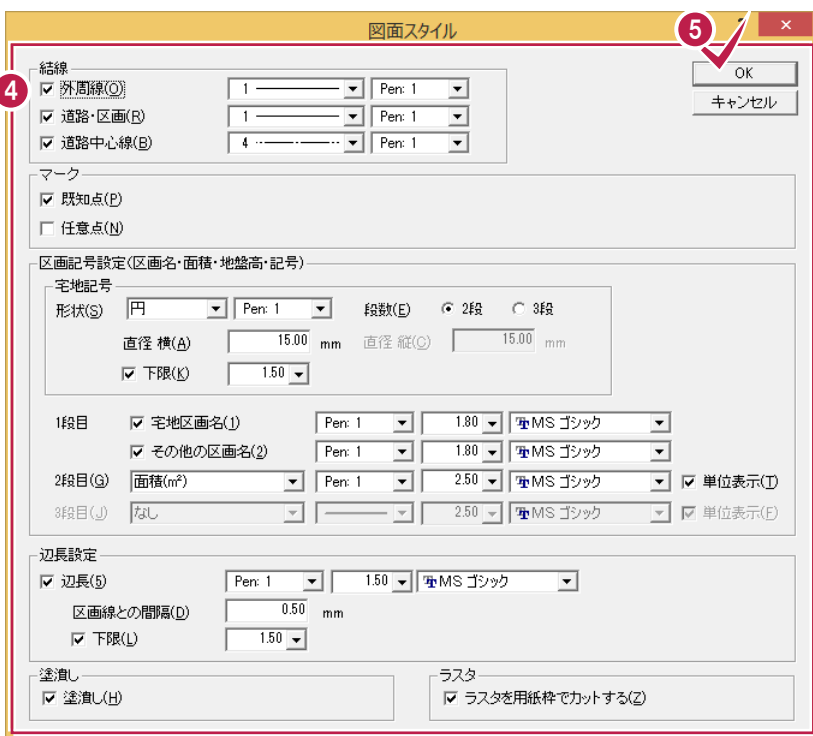 図面スタイル
?
×
5
4
結線
外周線(O)
1
Pen: 1
OK
道路・区画(R)
1
Pen: 1
キャンセル
道路中心線(B)
4
Pen: 1
マーク
既知点(P)
任意点(N)
区画記号設定(区画名・面積・地盤高・記号)
宅地記号
形状(S) 円 Pen: 1 段数(E) 2段 3段
直径 横(A) 15.00 mm 直径 縦(C) 15.00 mm
下限(K) 1.50
1段目 宅地区画名(1) Pen: 1 1.80 MS ゴシック
その他の区画名(2) Pen: 1 1.80 MS ゴシック
2段目(G) 面積(m²) Pen: 1 2.50 MS ゴシック 単位表示(T)
3段目(J) なし 2.50 MS ゴシック 単位表示(F)
辺長設定
辺長(5) Pen: 1 1.50 MS ゴシック
区画線との間隔(D) 0.50 mm
下限(L) 1.50
塗潰し
塗潰し(H)
ラスタ
ラスタを用紙枠でカットする(Z)